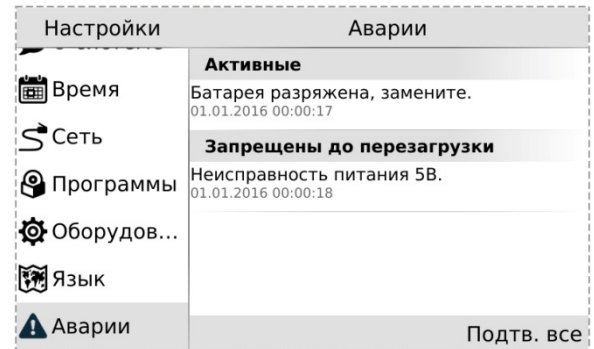 Настройки
Аварии
Время
Сеть
Программы
Оборудов...
Язык
Аварии
Активные
Батарея разряжена, замените.
01.01.2016 00:00:17
Запрещены до перезагрузки
Неисправность питания 5В.
01.01.2016 00:00:18
Подтв. все